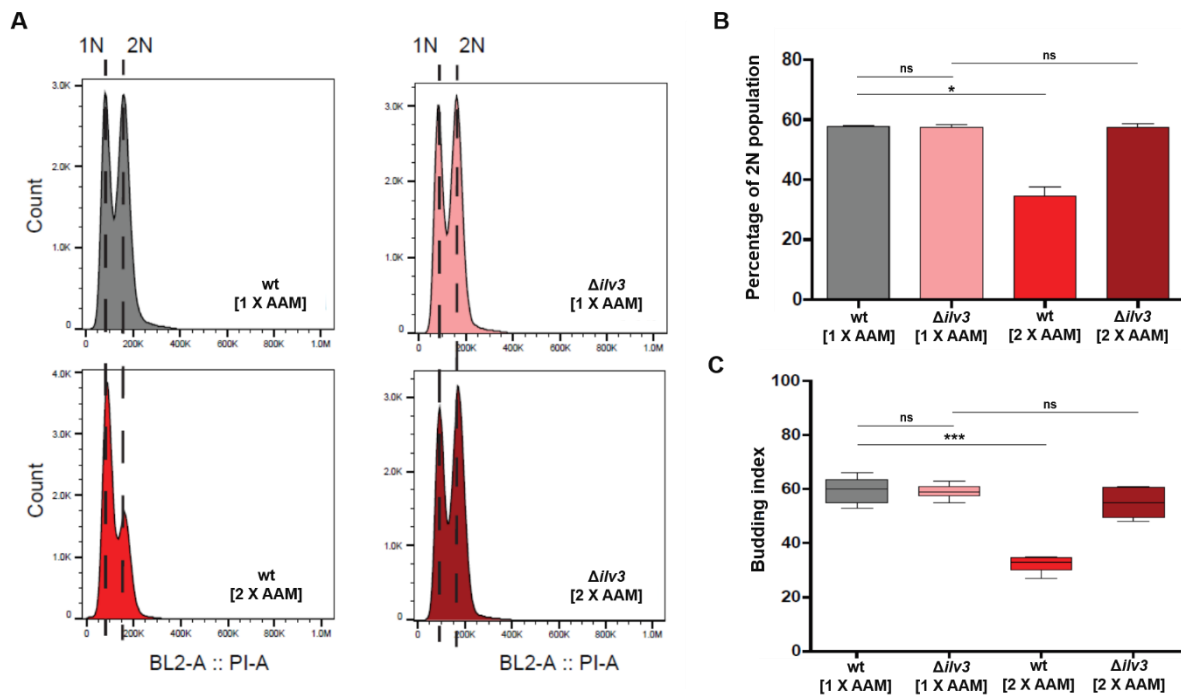 A
1N 2N
3.0K
2.0K
1.0K
0
0 200K 400K 600K 800K 1.0M
Count
wt
[1 X AAM]
1N 2N
3.0K
2.0K
1.0K
0
0 200K 400K 600K 800K 1.0M
Δilv3
[1 X AAM]
4.0K
3.0K
2.0K
1.0K
0
0 200K 400K 600K 800K 1.0M
Count
wt
[2 X AAM]
BL2-A :: PI-A
3.0K
2.0K
1.0K
0
0 200K 400K 600K 800K 1.0M
Δilv3
[2 X AAM]
BL2-A :: PI-A
B
Percentage of 2N population
80
60
40
20
0
ns
ns
*
wt
[1 X AAM]
Δilv3
[1 X AAM]
wt
[2 X AAM]
Δilv3
[2 X AAM]
C
Budding index
100
80
60
40
20
0
ns
ns
***
wt
[1 X AAM]
Δilv3
[1 X AAM]
wt
[2 X AAM]
Δilv3
[2 X AAM]